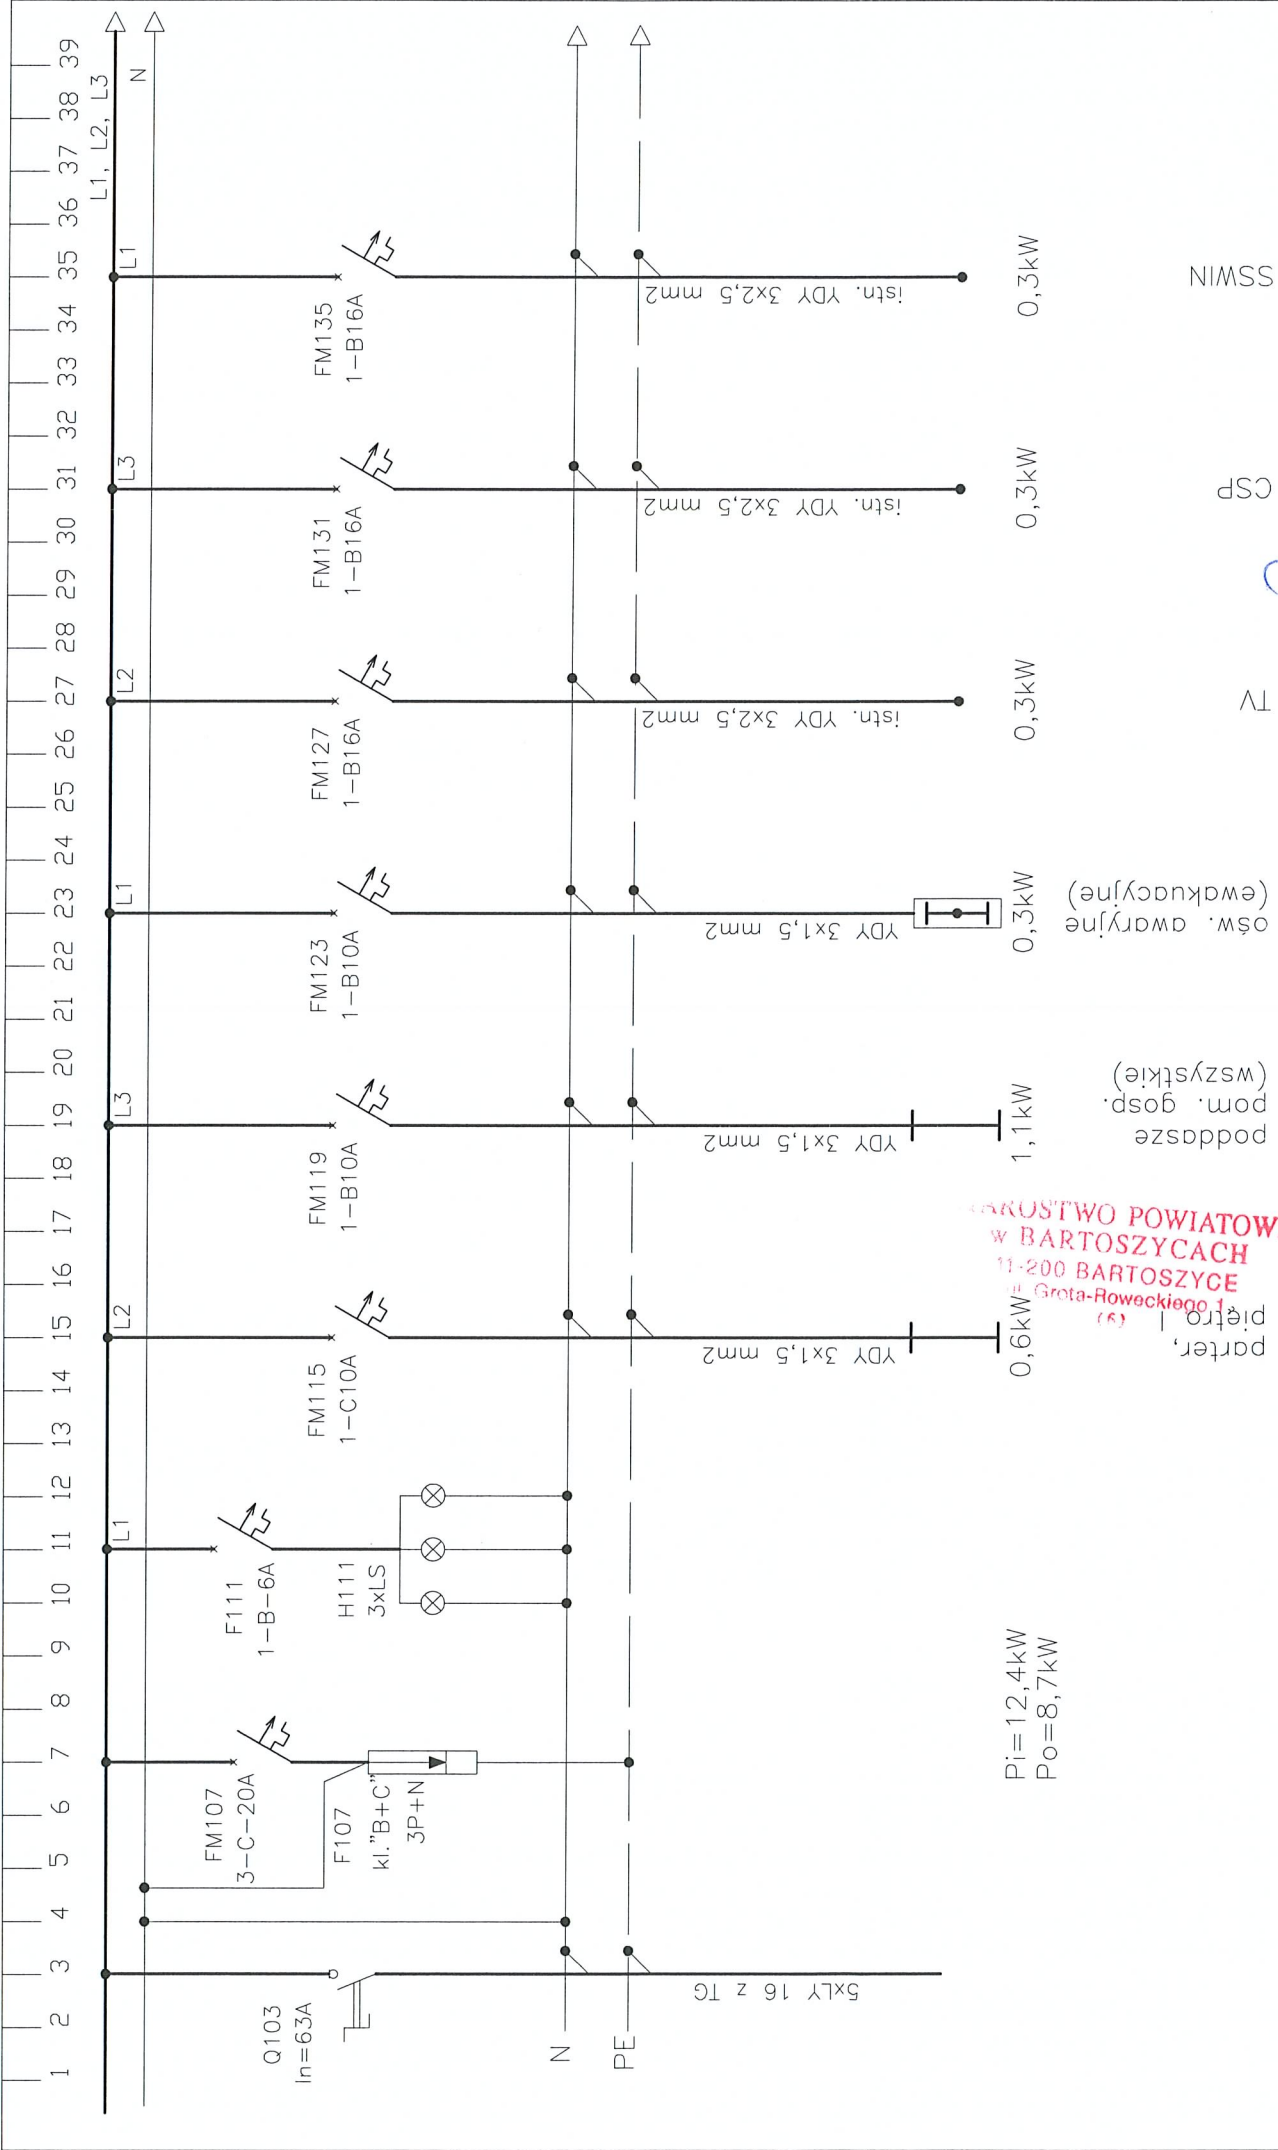 1 2 3 4 5 6 7 8 9 10 11 12 13 14 15 16 17 18 19 20 21 22 23 24 25 26 27 28 29 30 31 32 33 34 35 36 37 38 39
L1, L2, L3
N
L1
L2
L3
L1
L2
L3
L1
Q103
In=63A
FM107
3-C-20A
F107
kl."B+C"
3P+N
F111
1-B-6A
H111
3xLS
FM115
1-C10A
FM119
1-B10A
FM123
1-B10A
FM127
1-B16A
FM131
1-B16A
FM135
1-B16A
N
PE
5xLY 16 z TG
YDY 3x1,5 mm2
YDY 3x1,5 mm2
YDY 3x1,5 mm2
istn. YDY 3x2,5 mm2
istn. YDY 3x2,5 mm2
istn. YDY 3x2,5 mm2
Pi=12,4kW
Po=8,7kW
0,6kW
1,1kW
0,3kW
0,3kW
0,3kW
0,3kW
parter,
piętro I
poddasze
pom. gosp.
(wszystkie)
ośw. awaryjne
(ewakuacyjne)
TV
CSP
SSWIN
AROSTWO POWIATOW
w BARTOSZYCACH
11-200 BARTOSZYCE
ul. Grota-Roweckiego 1
(6)